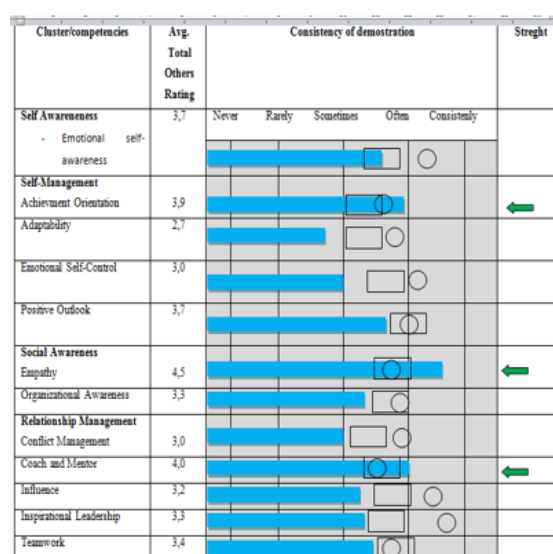 Cluster/competencies Avg. Total Others Rating Consistency of demostration Streght
Self Awareneness 3,7 Never Rarely Sometimes Often Consistenly
- Emotional self-awareness
Self-Management
Achievment Orientation 3,9
Adaptability 2,7
Emotional Self-Control 3,0
Positive Outlook 3,7
Social Awareness
Empathy 4,5
Organizational Awareness 3,3
Relationship Management
Conflict Management 3,0
Coach and Mentor 4,0
Influence 3,2
Inspirational Leadership 3,3
Teamwork 3,4